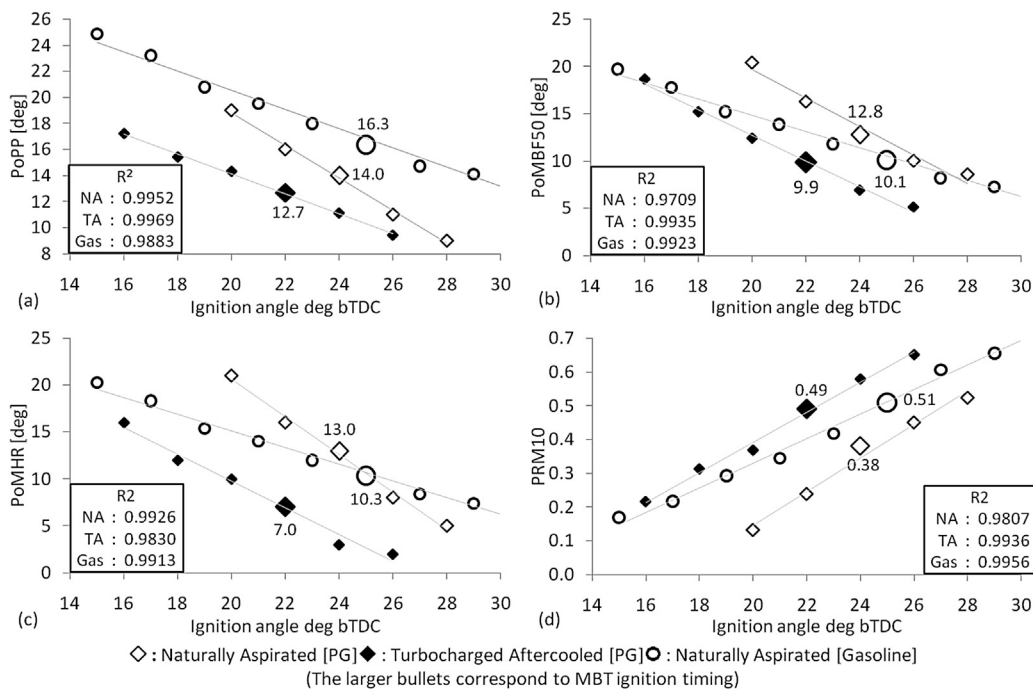 26
24
22
20
18
16
14
12
10
8
PoPP [deg]
16.3
14.0
12.7
R²
NA : 0.9952
TA : 0.9969
Gas: 0.9883
14 16 18 20 22 24 26 28 30
(a) Ignition angle deg bTDC
25
20
15
10
5
0
PoMBF50 [deg]
12.8
9.9
10.1
R2
NA : 0.9709
TA : 0.9935
Gas: 0.9923
14 16 18 20 22 24 26 28 30
(b) Ignition angle deg bTDC
25
20
15
10
5
0
PoMHR [deg]
13.0
10.3
7.0
R2
NA : 0.9926
TA : 0.9830
Gas : 0.9913
14 16 18 20 22 24 26 28 30
(c) Ignition angle deg bTDC
0.7
0.6
0.5
0.4
0.3
0.2
0.1
0.0
PRM10
0.49
0.51
0.38
R2
NA : 0.9807
TA : 0.9936
Gas : 0.9956
14 16 18 20 22 24 26 28 30
(d) Ignition angle deg bTDC
: Naturally Aspirated [PG] : Turbocharged Aftercooled [PG] : Naturally Aspirated [Gasoline]
(The larger bullets correspond to MBT ignition timing)